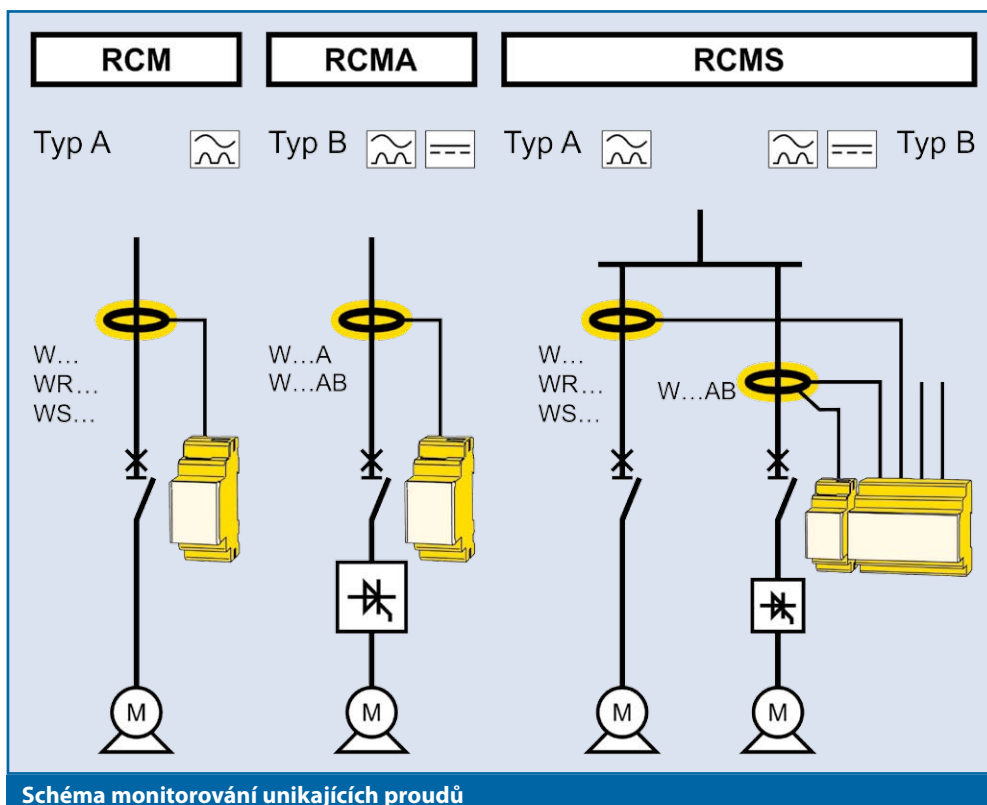 RCM
RCMA
RCMS
Typ A
Typ B
Typ A
Typ B
W...
WR...
WS...
W...A
W...AB
W...
WR...
WS...
W...AB
M
M
M
M
Schéma monitorování unikajících proudů